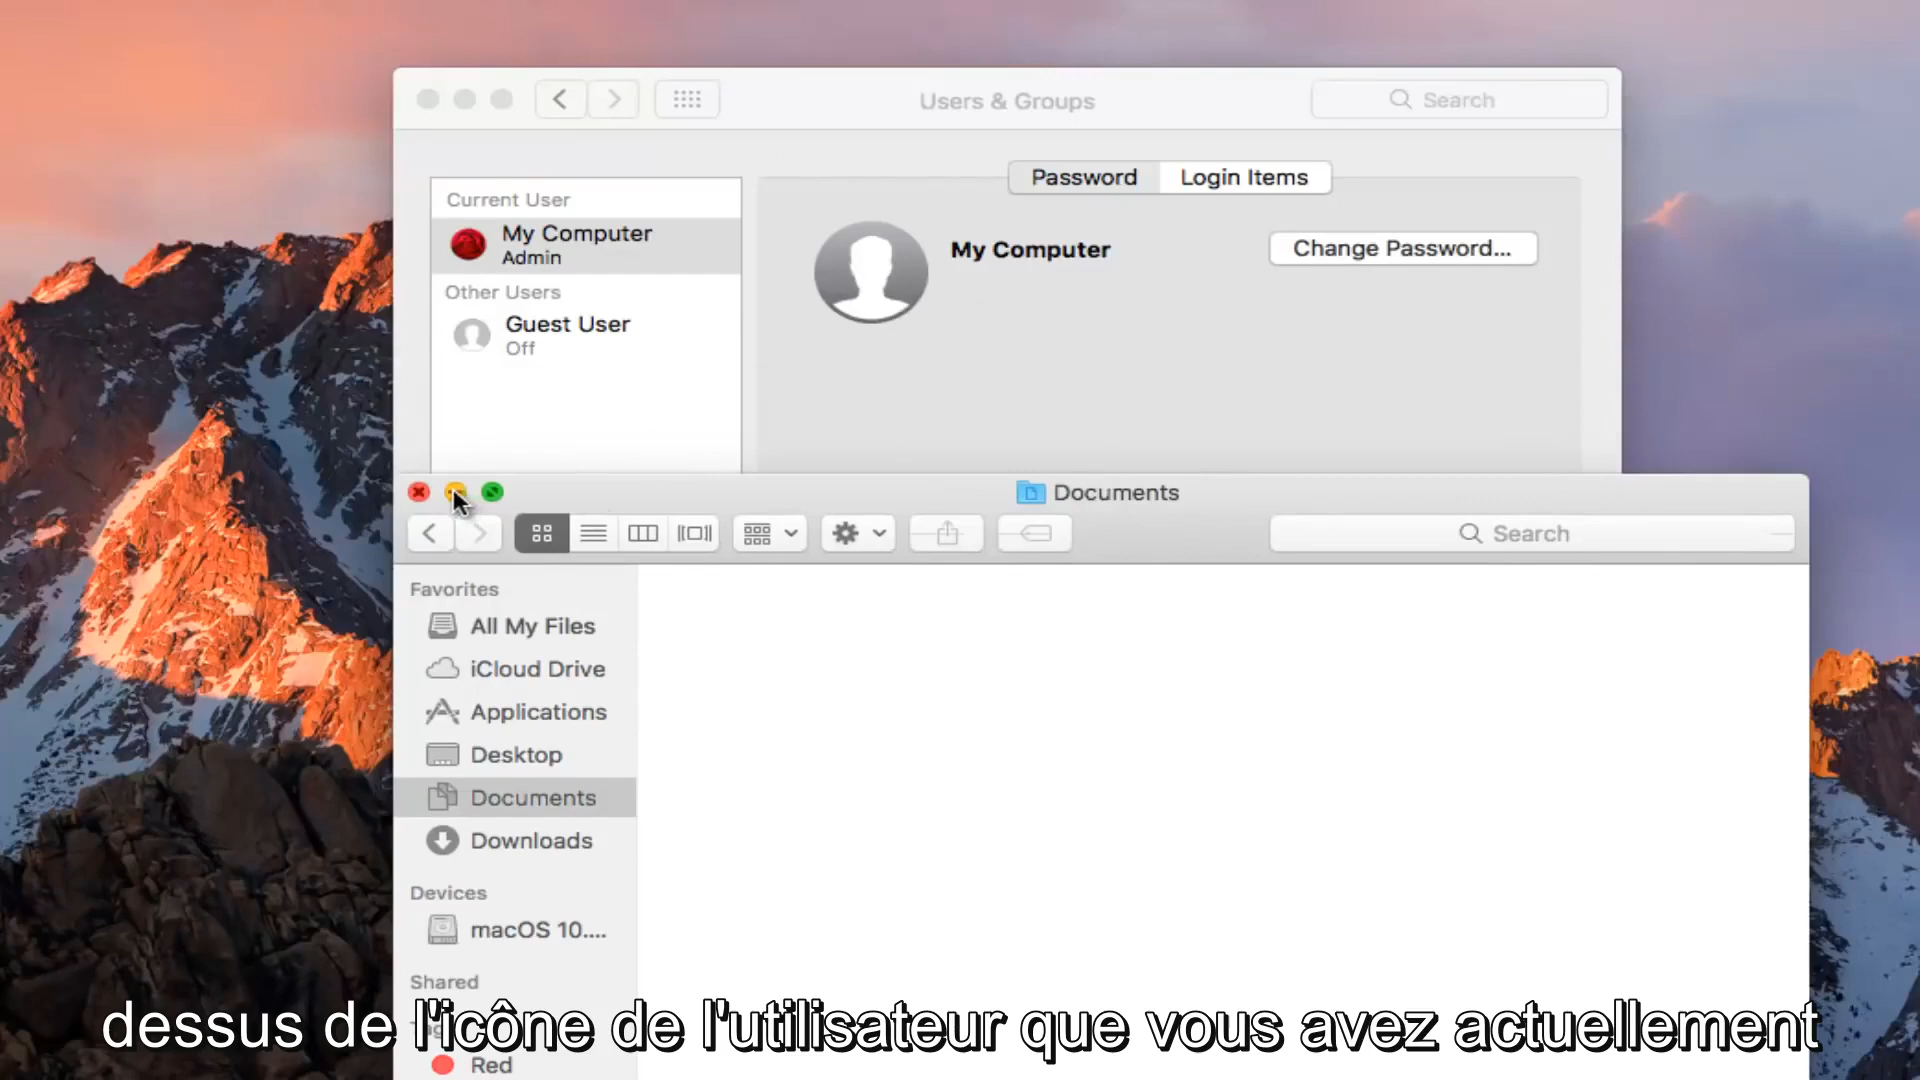 Users & Groups
Search
Password
Login Items
Current User
My Computer
Admin
Other Users
Guest User
Off
My Computer
Change Password...
Documents
Search
Favorites
All My Files
iCloud Drive
Applications
Desktop
Documents
Downloads
Devices
macOS 10....
Shared
dessus de l'icône de l'utilisateur que vous avez actuellement
Red